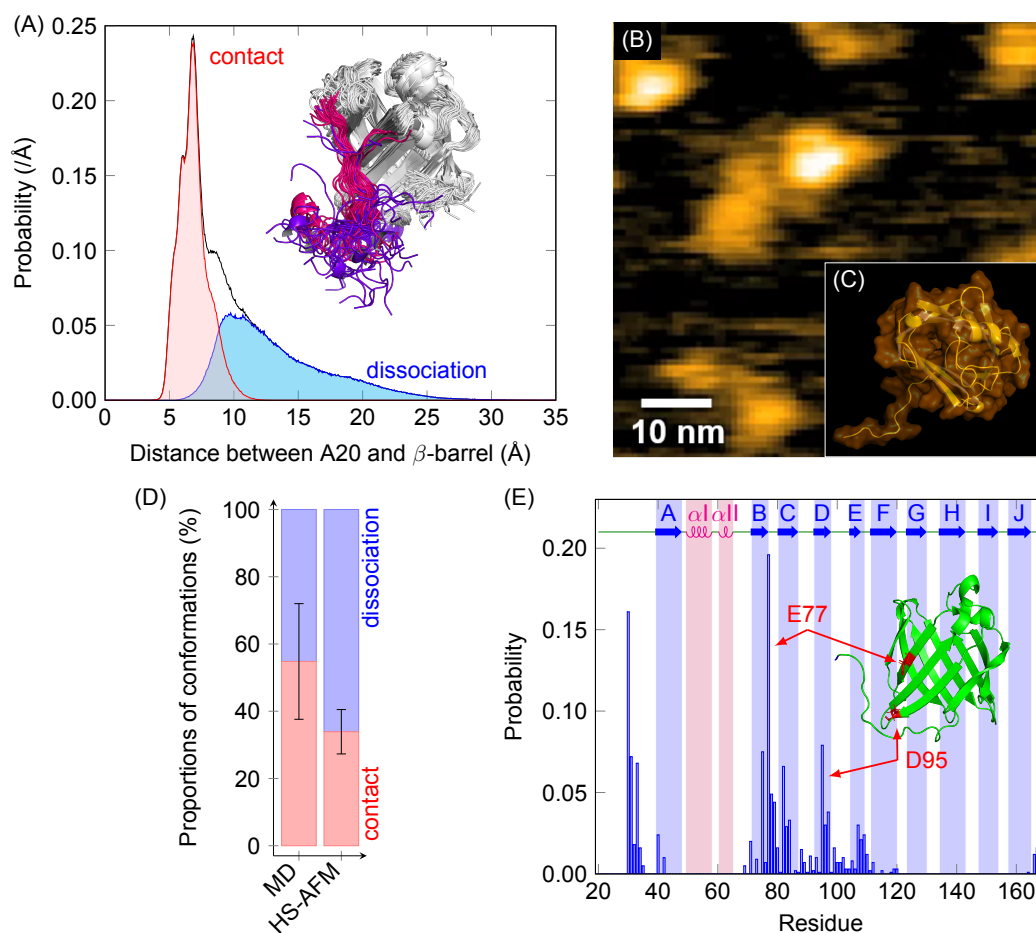 (A)
0.25
0.20
0.15
0.10
0.05
0.00
Probability (/Å)
contact
dissociation
0 5 10 15 20 25 30 35
Distance between A20 and β-barrel (Å)
(B)
10 nm
(C)
(D)
100
80
60
40
20
0
Proportions of conformations (%)
dissociation
contact
MD
HS-AFM
(E)
A αI αII B C D E F G H I J
0.20
0.15
0.10
0.05
0.00
Probability
E77
D95
20 40 60 80 100 120 140 160
Residue